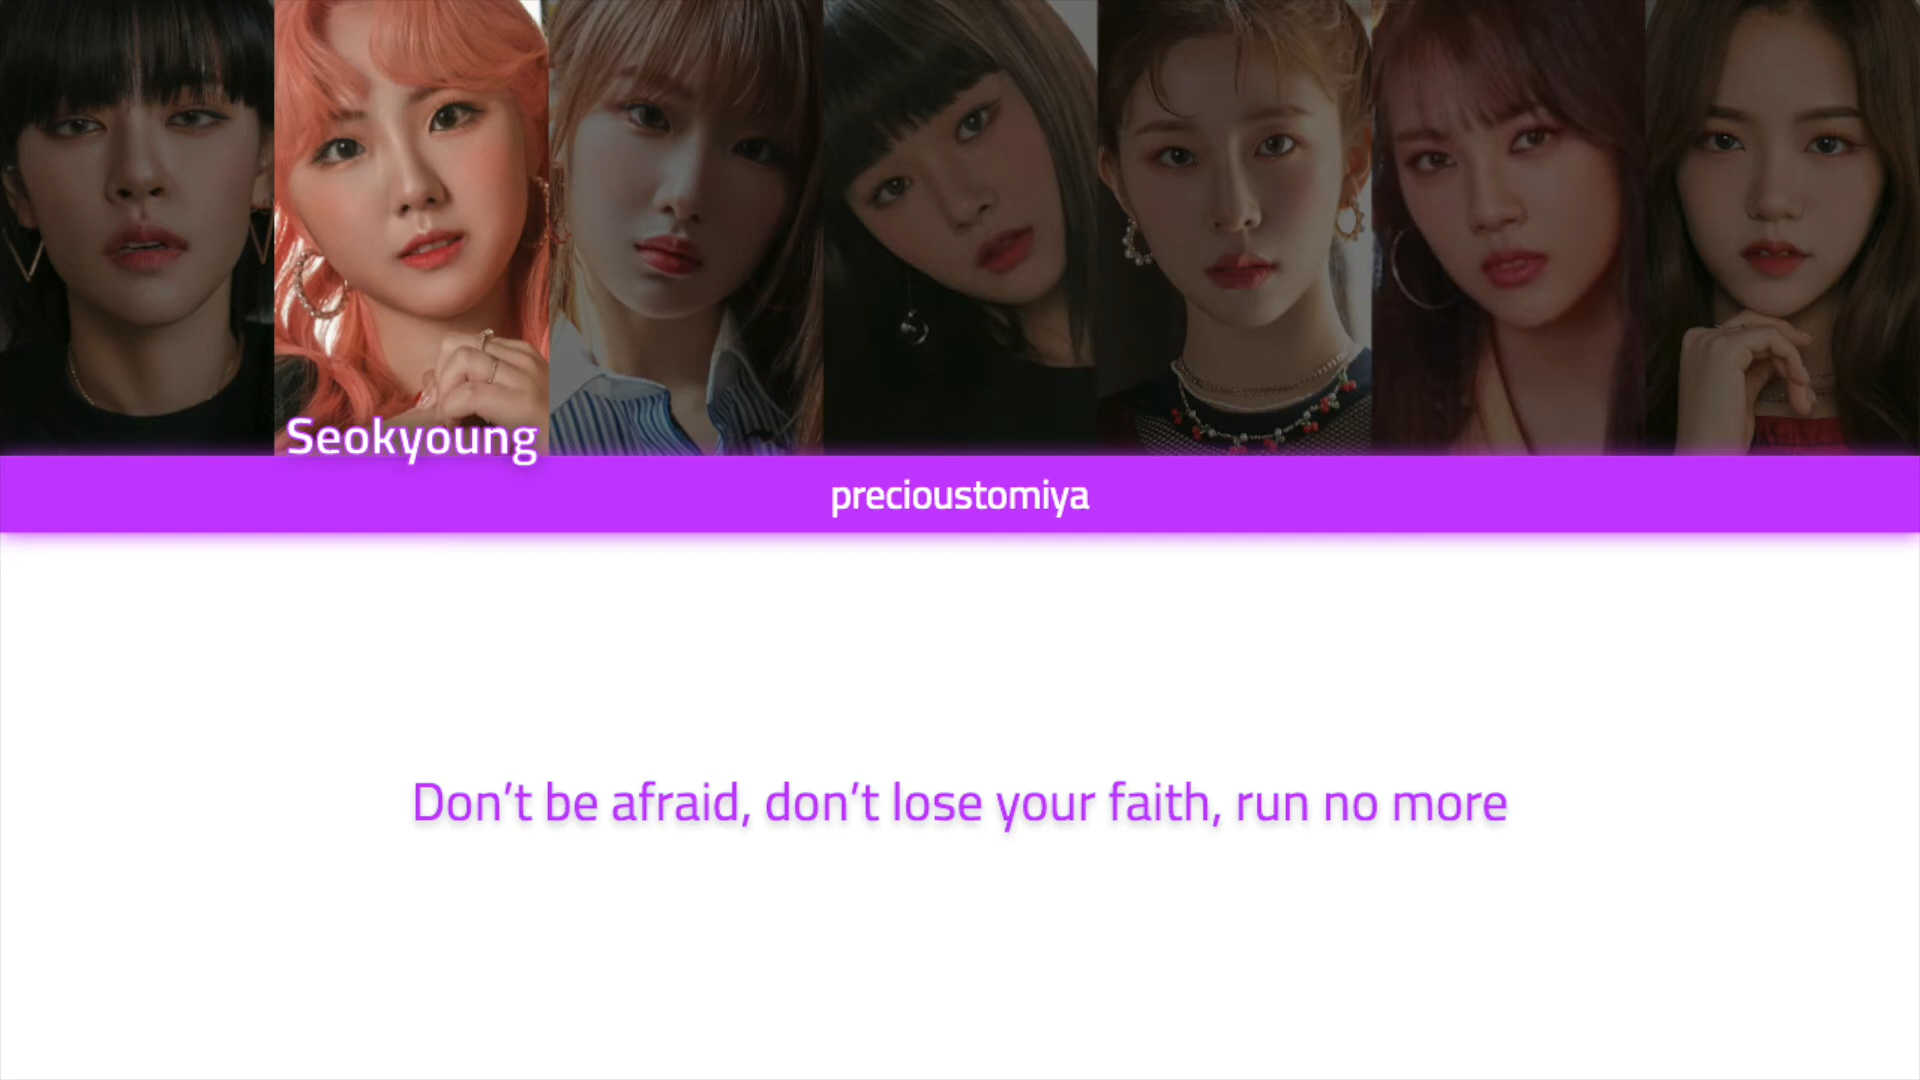 Seokyoung
precioustomiya
Don’t be afraid, don’t lose your faith, run no more